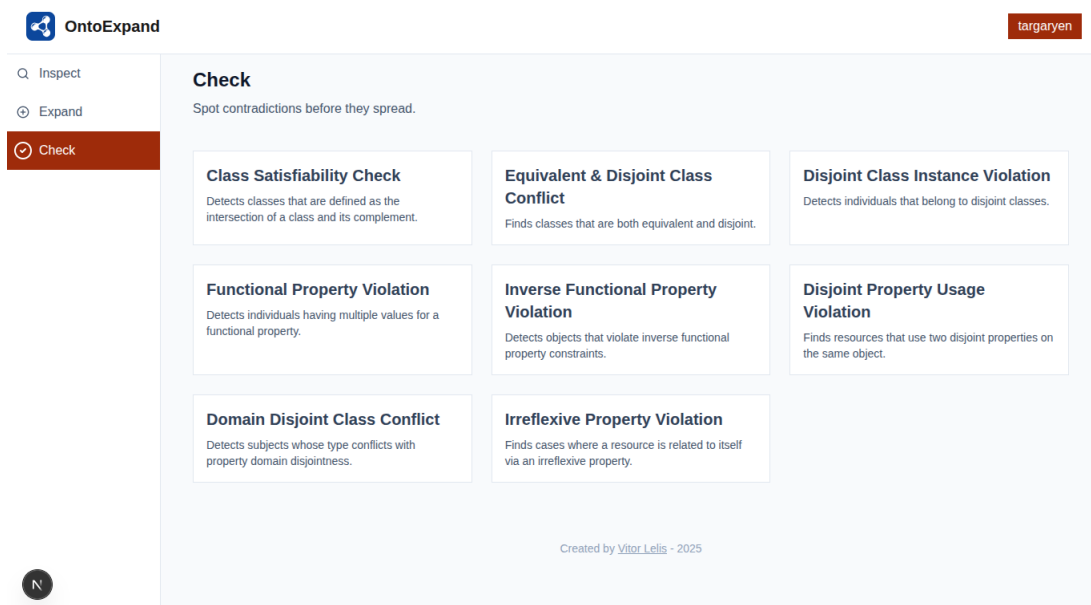 OntoExpand
targaryen
Inspect
Expand
Check
Check
Spot contradictions before they spread.
Class Satisfiability Check
Detects classes that are defined as the
intersection of a class and its complement.
Equivalent & Disjoint Class
Conflict
Finds classes that are both equivalent and disjoint.
Disjoint Class Instance Violation
Detects individuals that belong to disjoint classes.
Functional Property Violation
Detects individuals having multiple values for a
functional property.
Inverse Functional Property
Violation
Detects objects that violate inverse functional
property constraints.
Disjoint Property Usage
Violation
Finds resources that use two disjoint properties on
the same object.
Domain Disjoint Class Conflict
Detects subjects whose type conflicts with
property domain disjointness.
Irreflexive Property Violation
Finds cases where a resource is related to itself
via an irreflexive property.
Created by Vitor Lelis - 2025
N